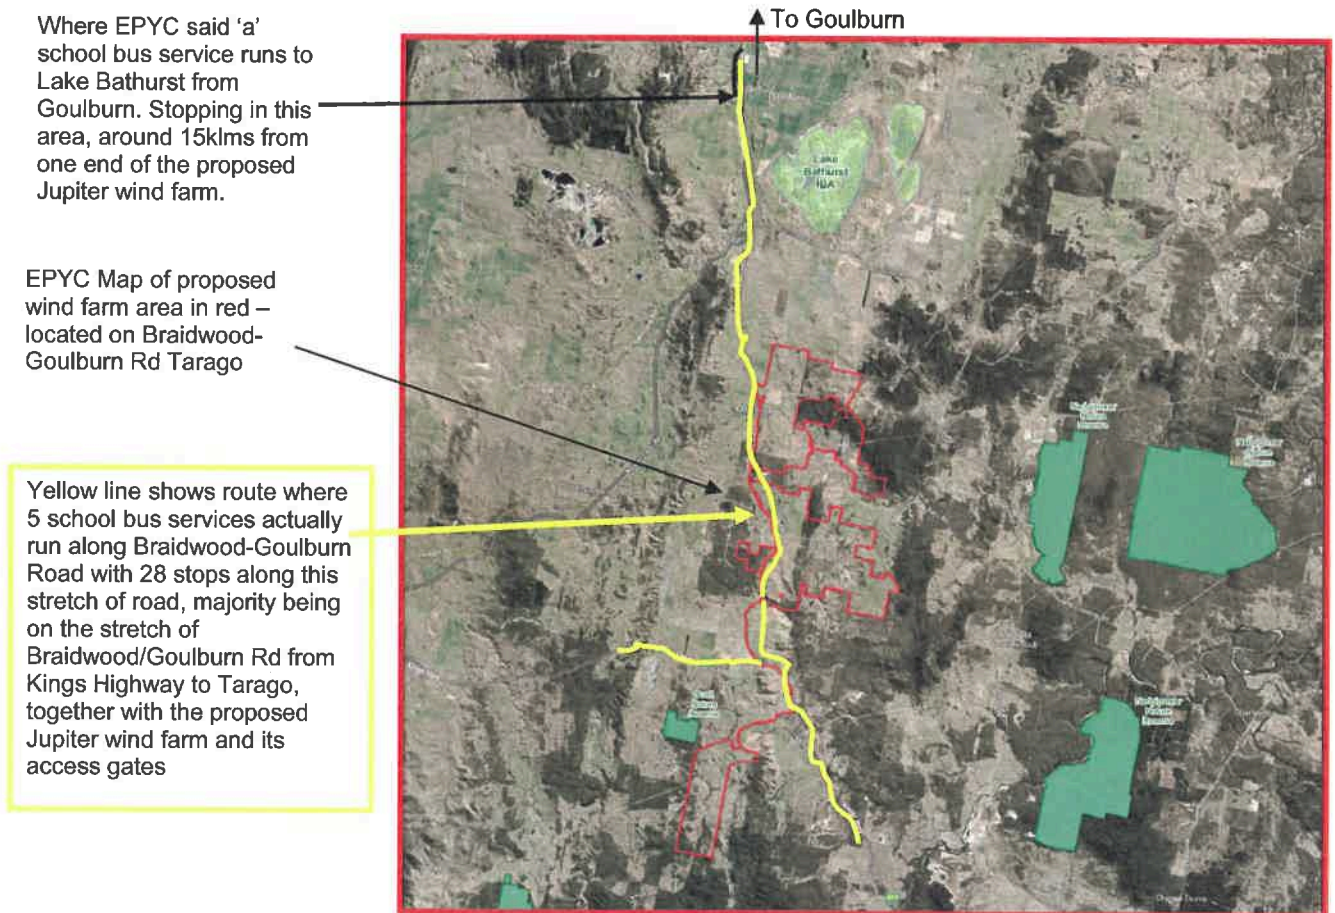 To Goulburn
Where EPYC said ‘a’
school bus service runs to
Lake Bathurst from
Goulburn. Stopping in this
area, around 15klms from
one end of the proposed
Jupiter wind farm.
EPYC Map of proposed
wind farm area in red –
located on Braidwood-
Goulburn Rd Tarago
Yellow line shows route where
5 school bus services actually
run along Braidwood-Goulburn
Road with 28 stops along this
stretch of road, majority being
on the stretch of
Braidwood/Goulburn Rd from
Kings Highway to Tarago,
together with the proposed
Jupiter wind farm and its
access gates
Lake
Bathurst
IBA